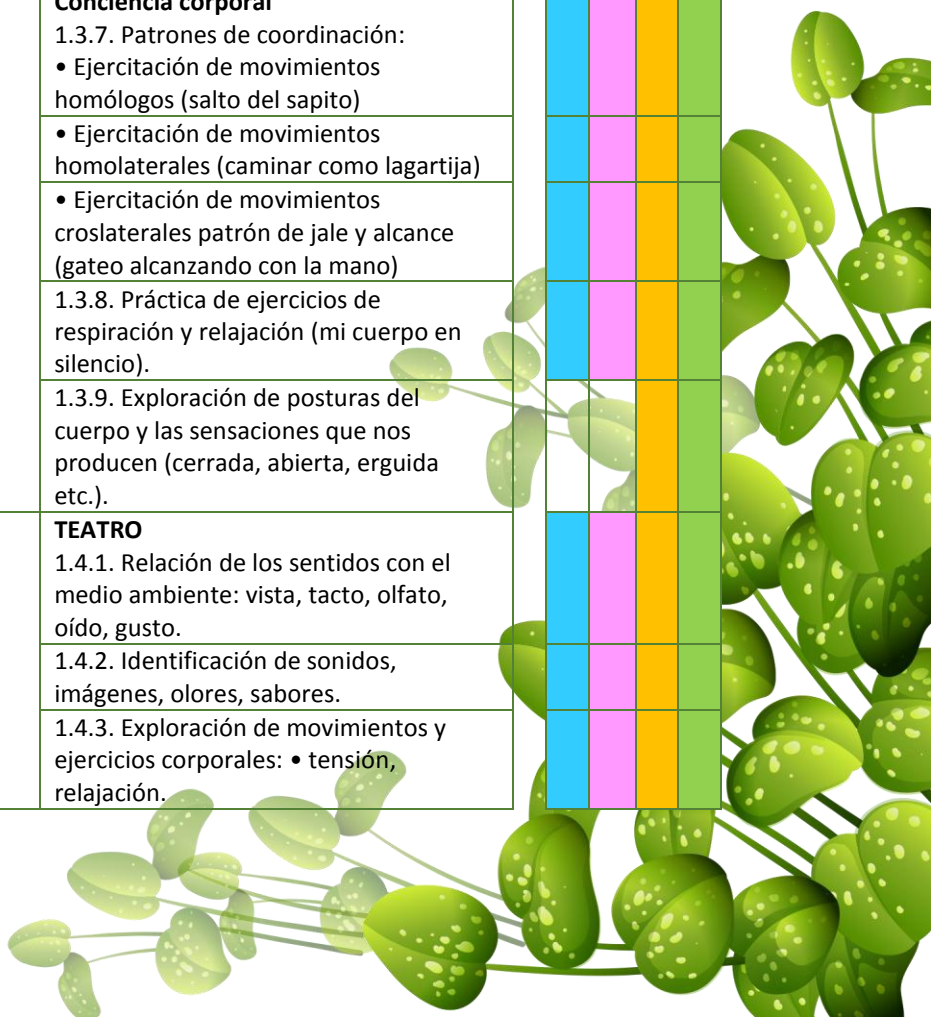 Conciencia corporal
1.3.7. Patrones de coordinación:
• Ejercitación de movimientos
homólogos (salto del sapito)
• Ejercitación de movimientos
homolaterales (caminar como lagartija)
• Ejercitación de movimientos
croslaterales patrón de jale y alcance
(gateo alcanzando con la mano)
1.3.8. Práctica de ejercicios de
respiración y relajación (mi cuerpo en
silencio).
1.3.9. Exploración de posturas del
cuerpo y las sensaciones que nos
producen (cerrada, abierta, erguida
etc.).
TEATRO
1.4.1. Relación de los sentidos con el
medio ambiente: vista, tacto, olfato,
oído, gusto.
1.4.2. Identificación de sonidos,
imágenes, olores, sabores.
1.4.3. Exploración de movimientos y
ejercicios corporales: • tensión,
relajación.